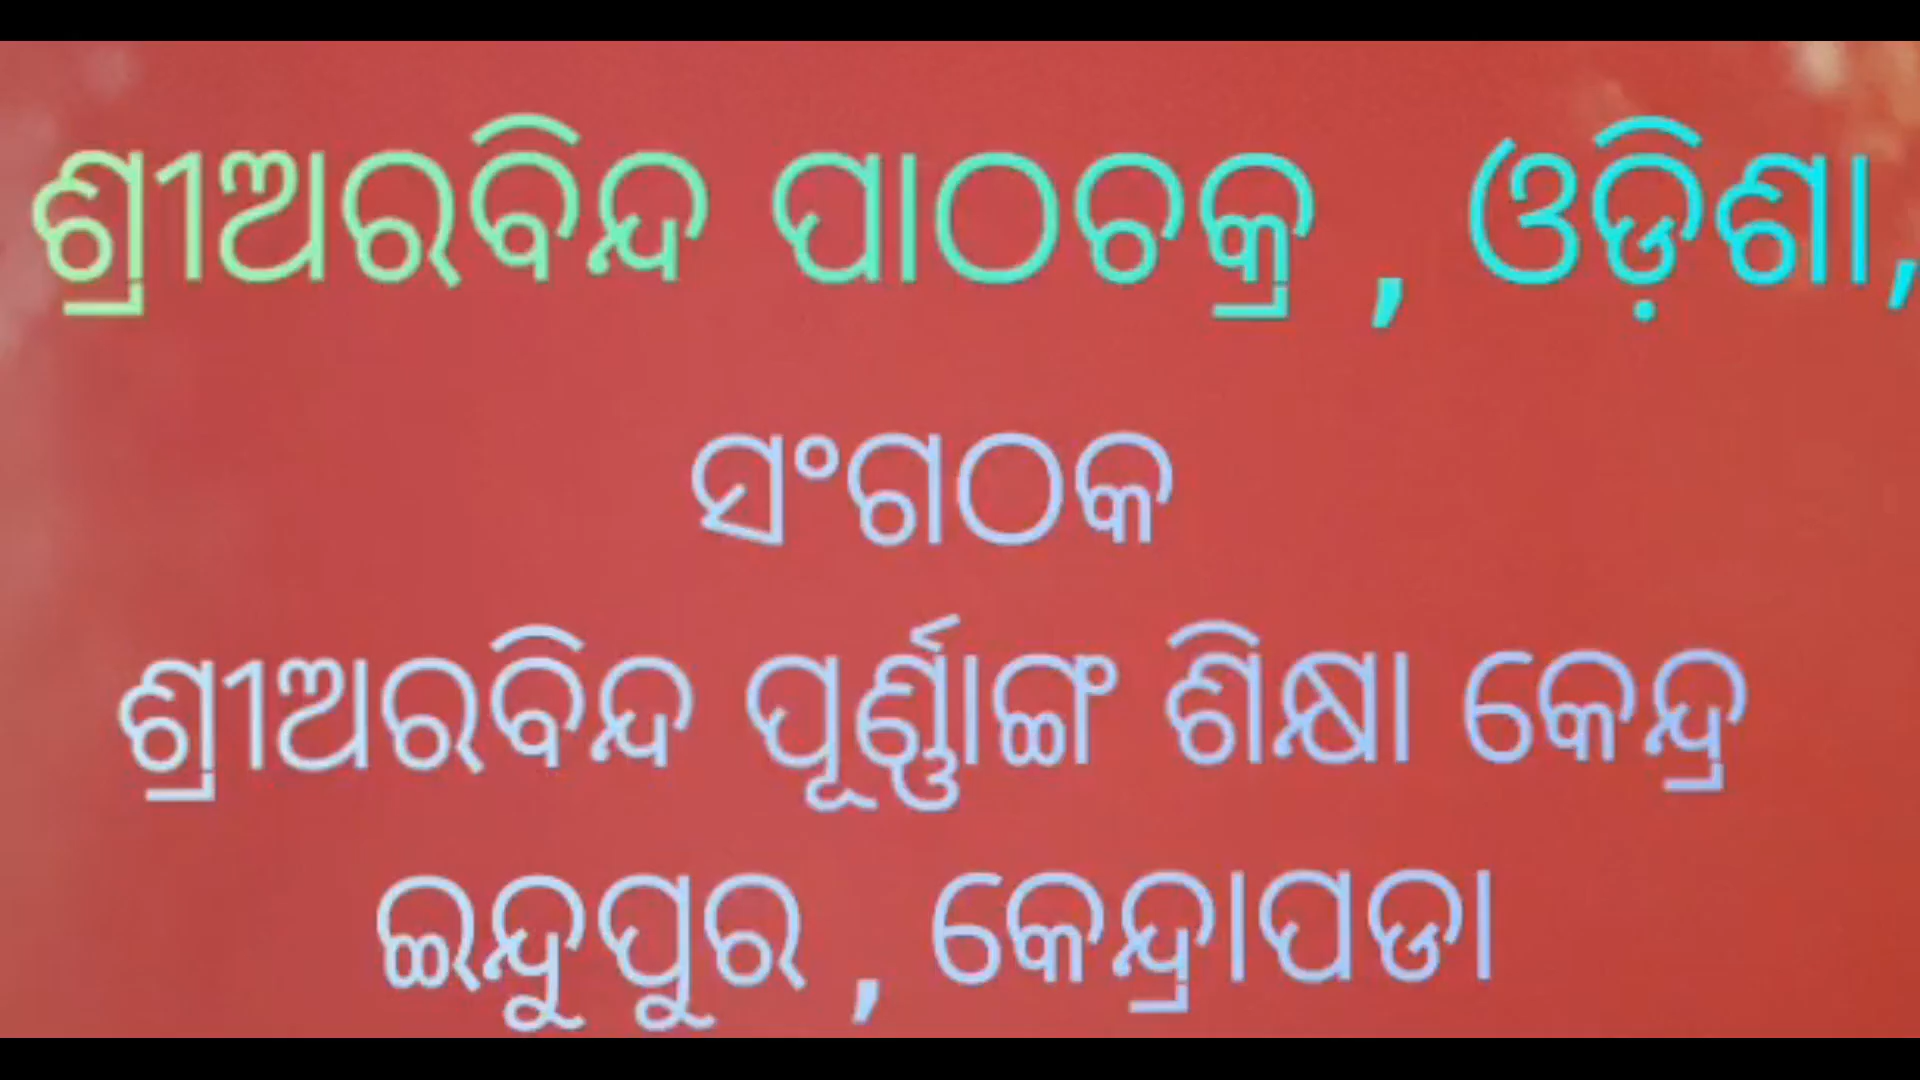 ଶ୍ରୀଅରବିନ୍ଦ ପାଠଚକ୍ର , ଓଡ଼ିଶା,
ସଂଗଠକ
ଶ୍ରୀଅରବିନ୍ଦ ପୂର୍ଣ୍ଣାଙ୍ଗ ଶିକ୍ଷା କେନ୍ଦ୍ର
ଇନ୍ଦୁପୁର , କେନ୍ଦ୍ରାପଡା